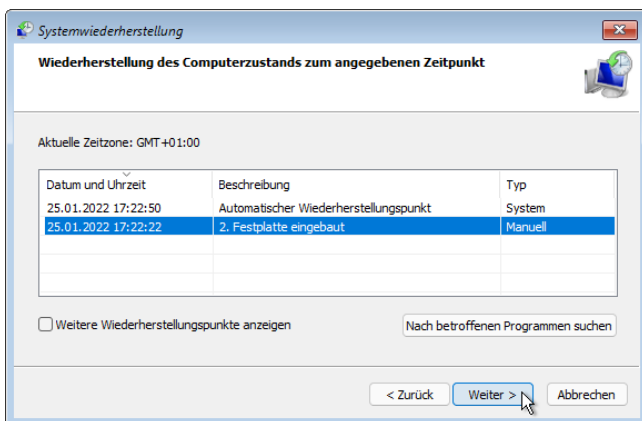 Systemwiederherstellung
Wiederherstellung des Computerzustands zum angegebenen Zeitpunkt
Aktuelle Zeitzone: GMT+01:00
Datum und Uhrzeit Beschreibung Typ
25.01.2022 17:22:50 Automatischer Wiederherstellungspunkt System
25.01.2022 17:22:22 2. Festplatte eingebaut Manuell
Weitere Wiederherstellungspunkte anzeigen Nach betroffenen Programmen suchen
< Zurück Weiter > Abbrechen